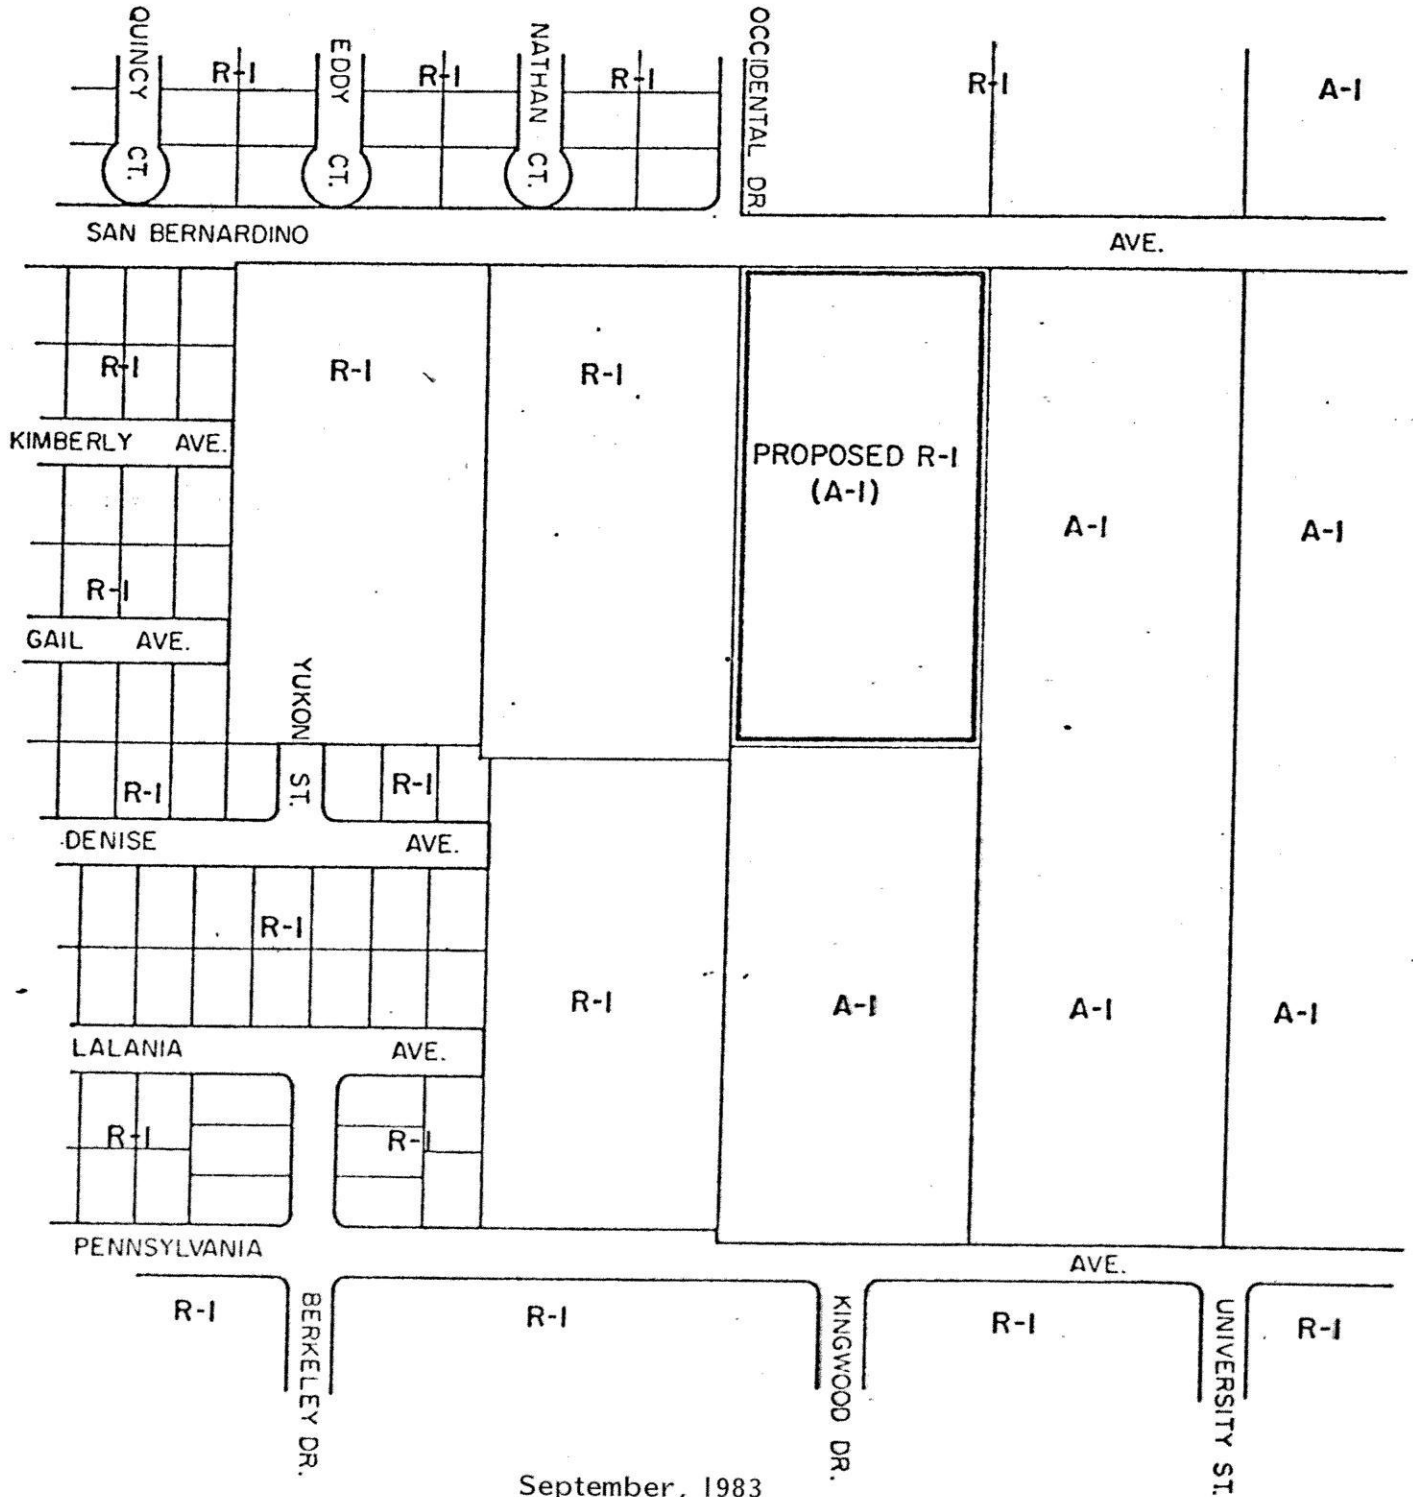 QUINCY CT.
R-1
EDDY CT.
R-1
NATHAN CT.
R-1
OCCIDENTAL DR.
R-1
A-1
SAN BERNARDINO AVE.
R-1
R-1
R-1
PROPOSED R-1
(A-1)
KIMBERLY AVE.
A-1
A-1
R-1
GAIL AVE.
YUKON ST.
R-1
R-1
DENISE AVE.
R-1
R-1
A-1
A-1
A-1
LALANIA AVE.
R-1
R-1
PENNSYLVANIA AVE.
R-1
BERKELEY DR.
R-1
KINGWOOD DR.
R-1
UNIVERSITY ST.
R-1
September, 1983